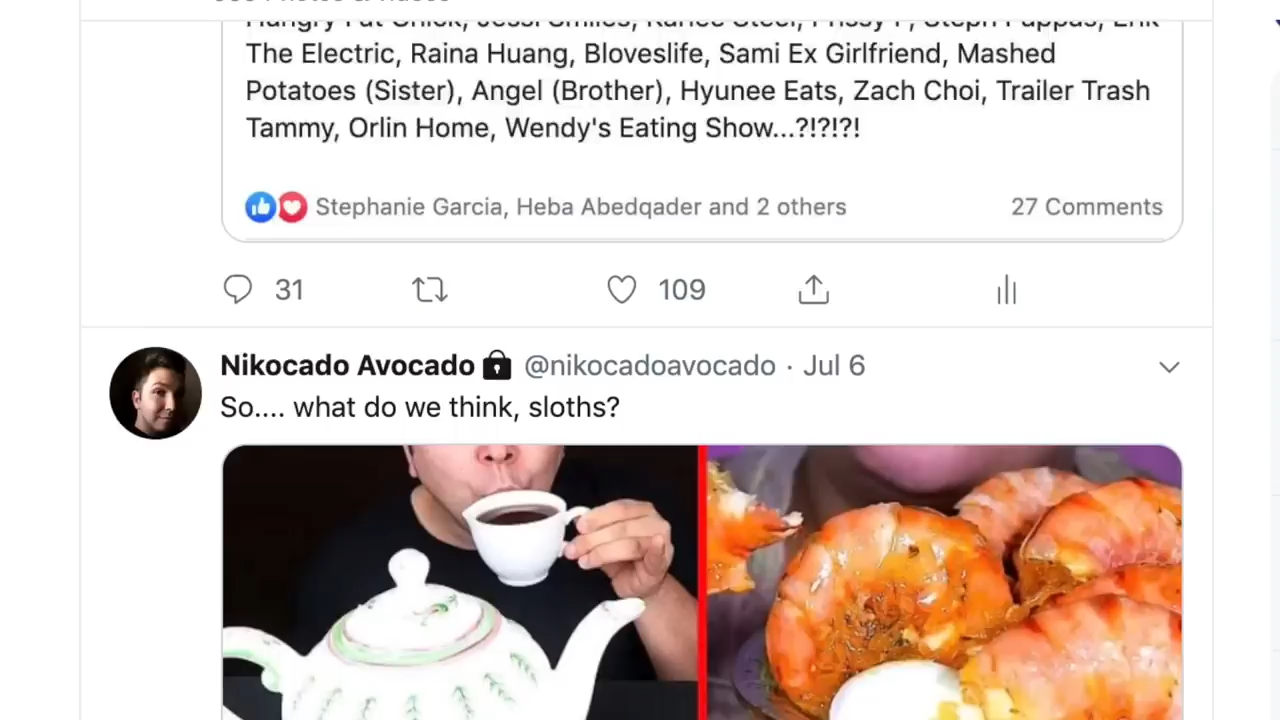 The Electric, Raina Huang, Bloveslife, Sami Ex Girlfriend, Mashed
Potatoes (Sister), Angel (Brother), Hyunee Eats, Zach Choi, Trailer Trash
Tammy, Orlin Home, Wendy's Eating Show...?!?!?!
Stephanie Garcia, Heba Abedqader and 2 others 27 Comments
31 109
Nikocado Avocado @nikocadoavocado · Jul 6
So.... what do we think, sloths?